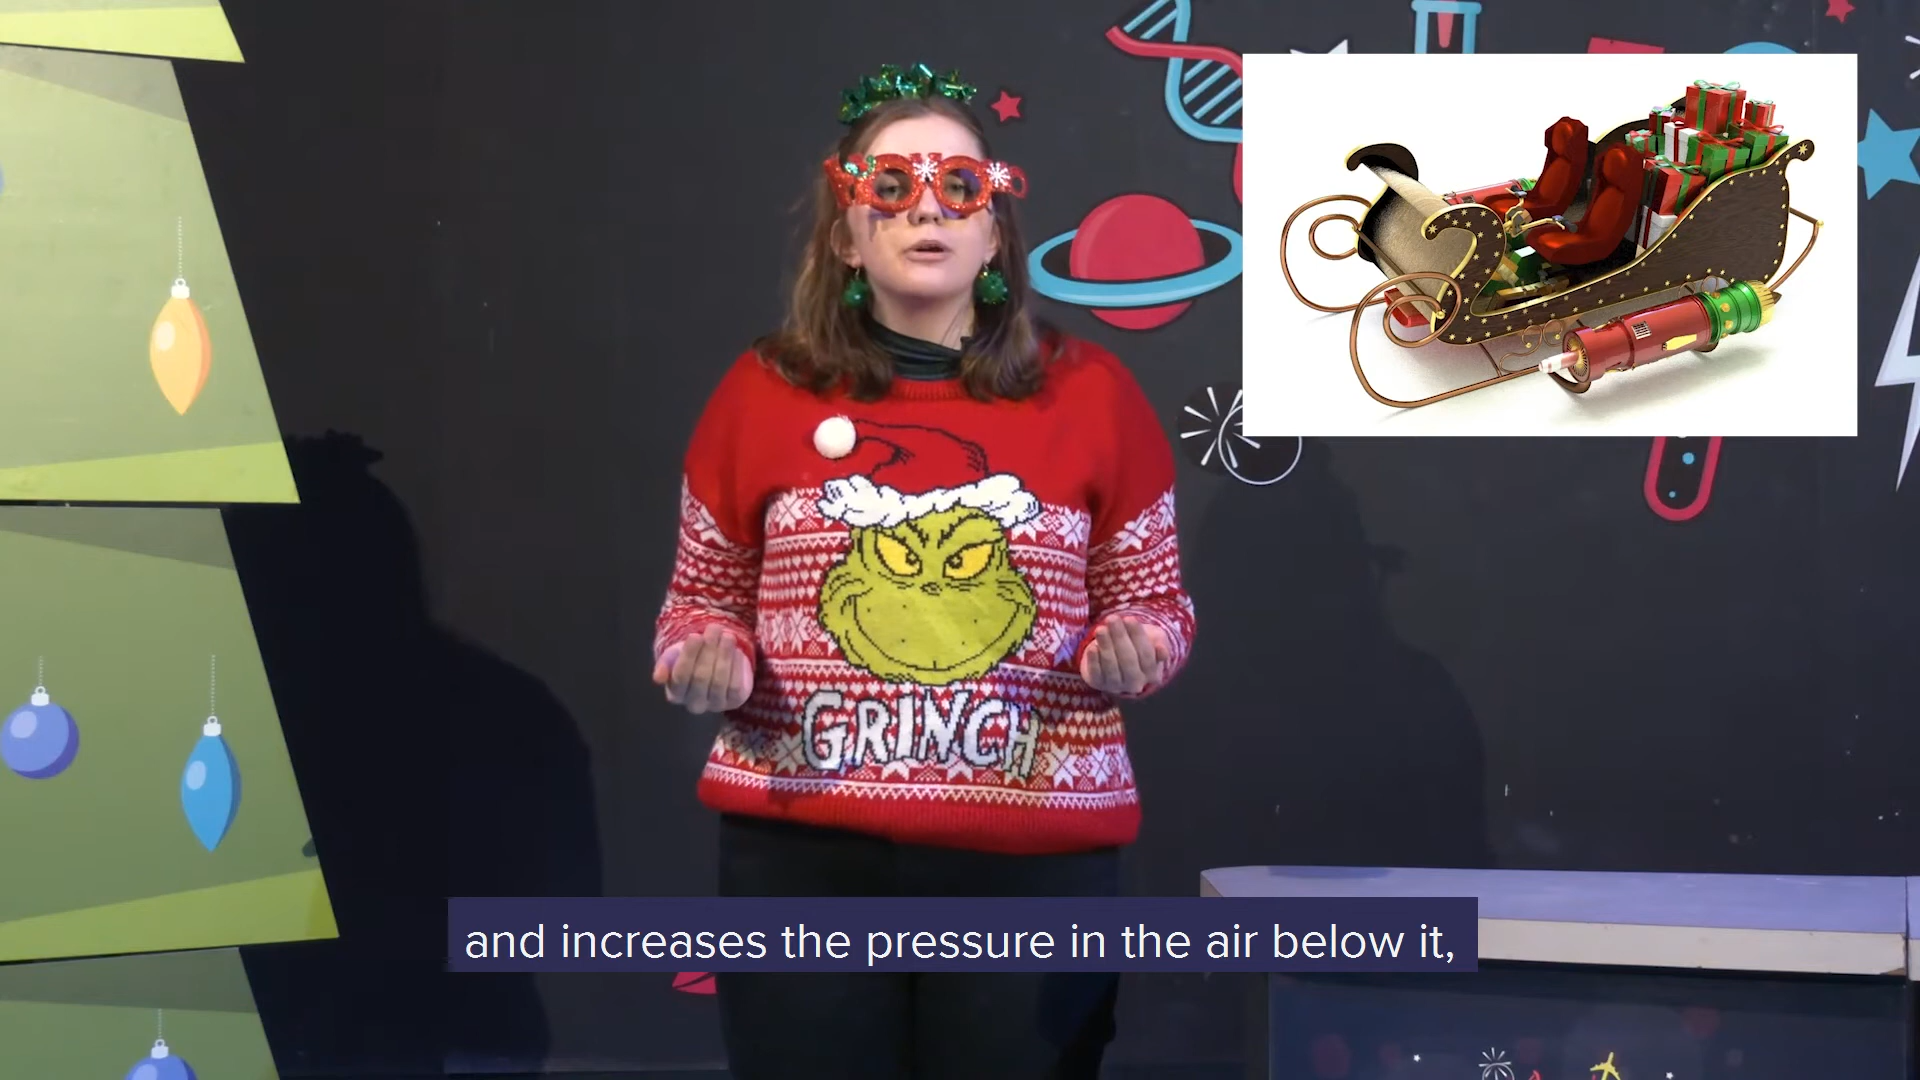 GRINCH
and increases the pressure in the air below it,